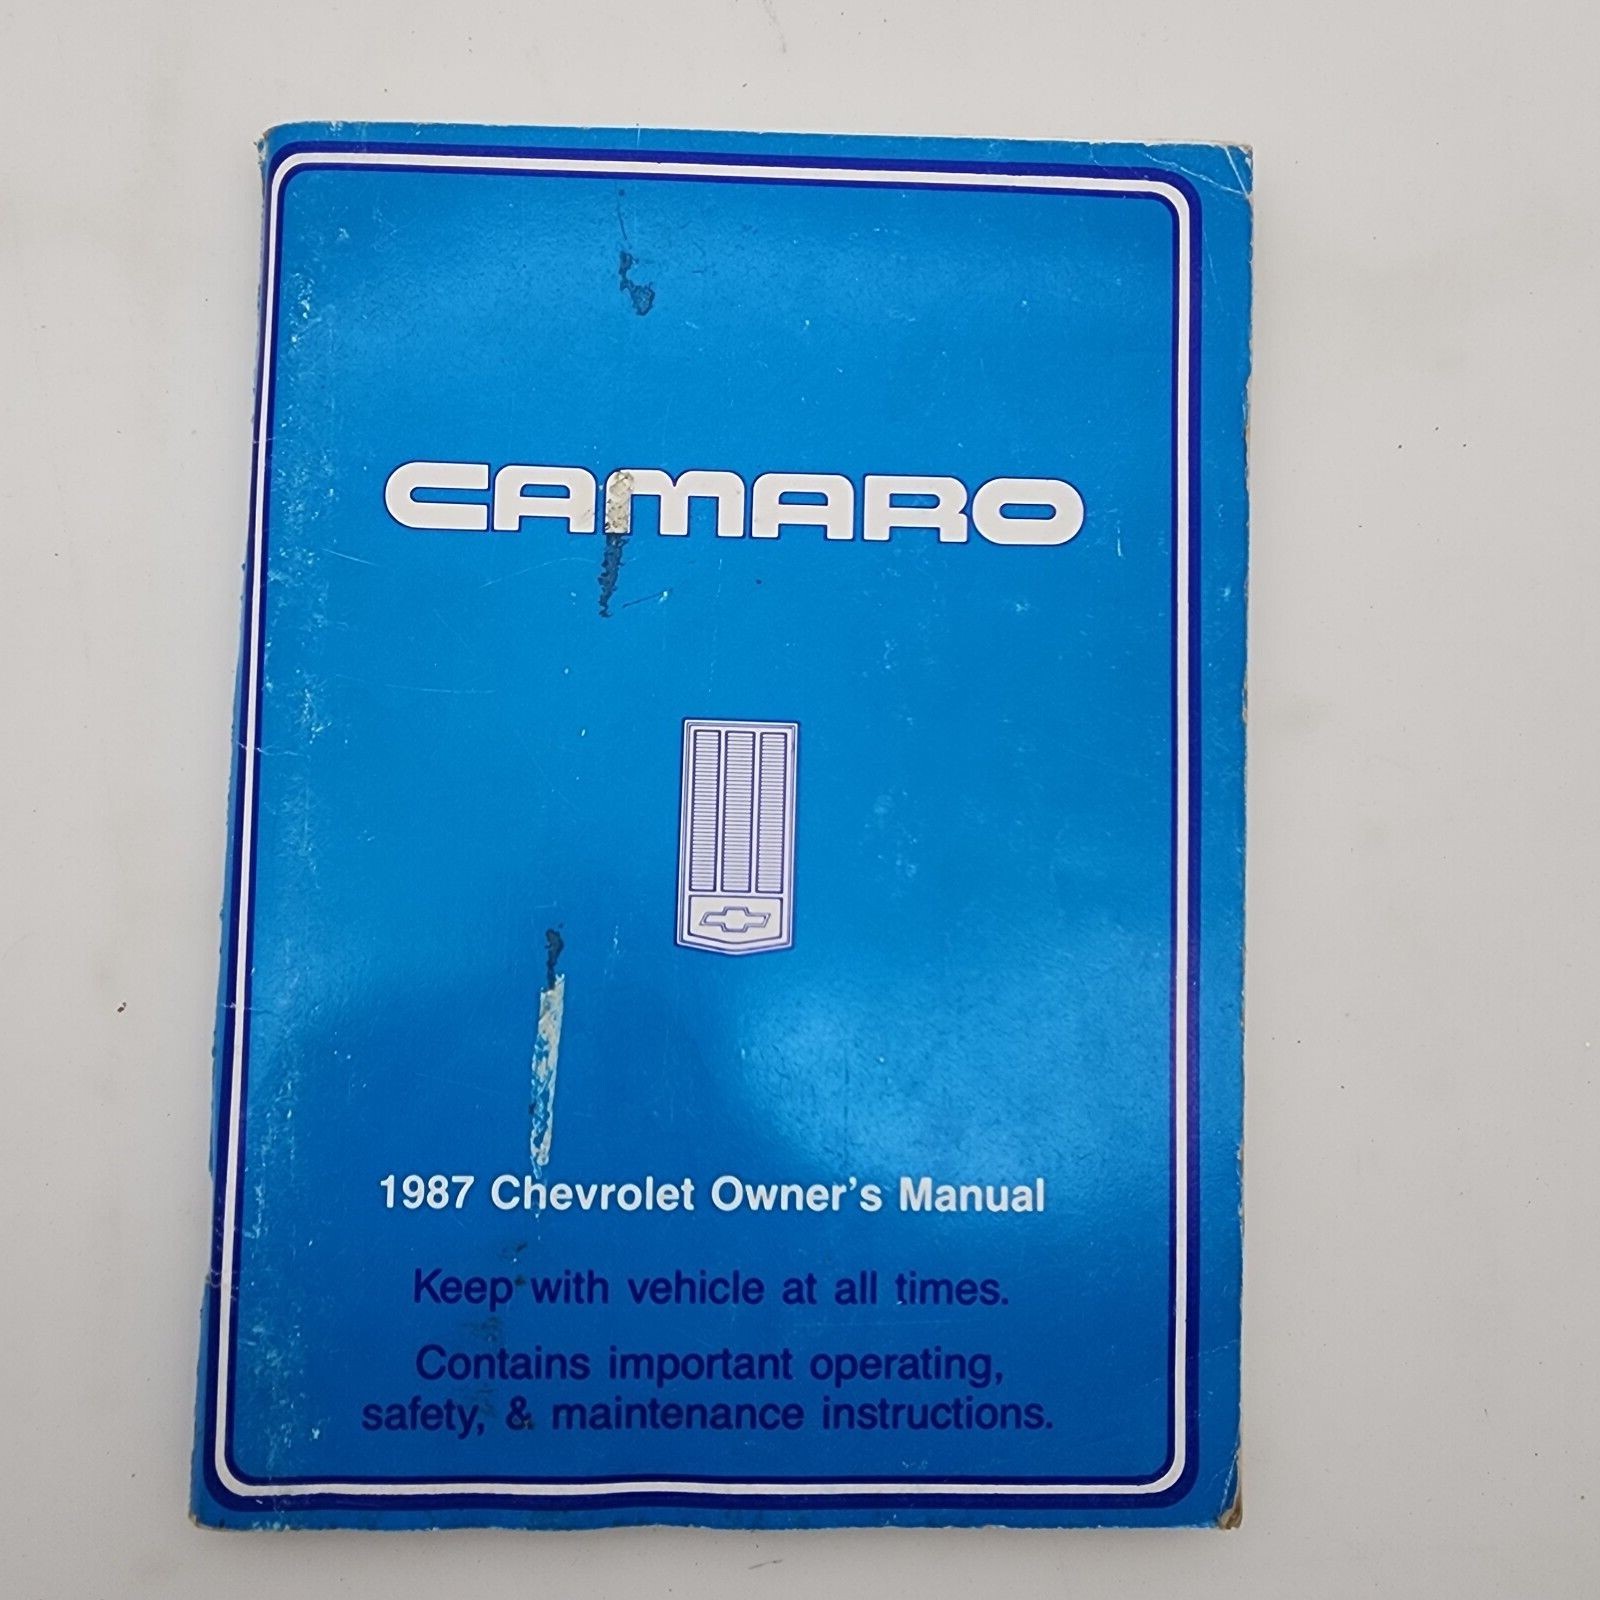 CAMARO
1987 Chevrolet Owner's Manual
Keep with vehicle at all times.
Contains important operating,
safety, & maintenance instructions.